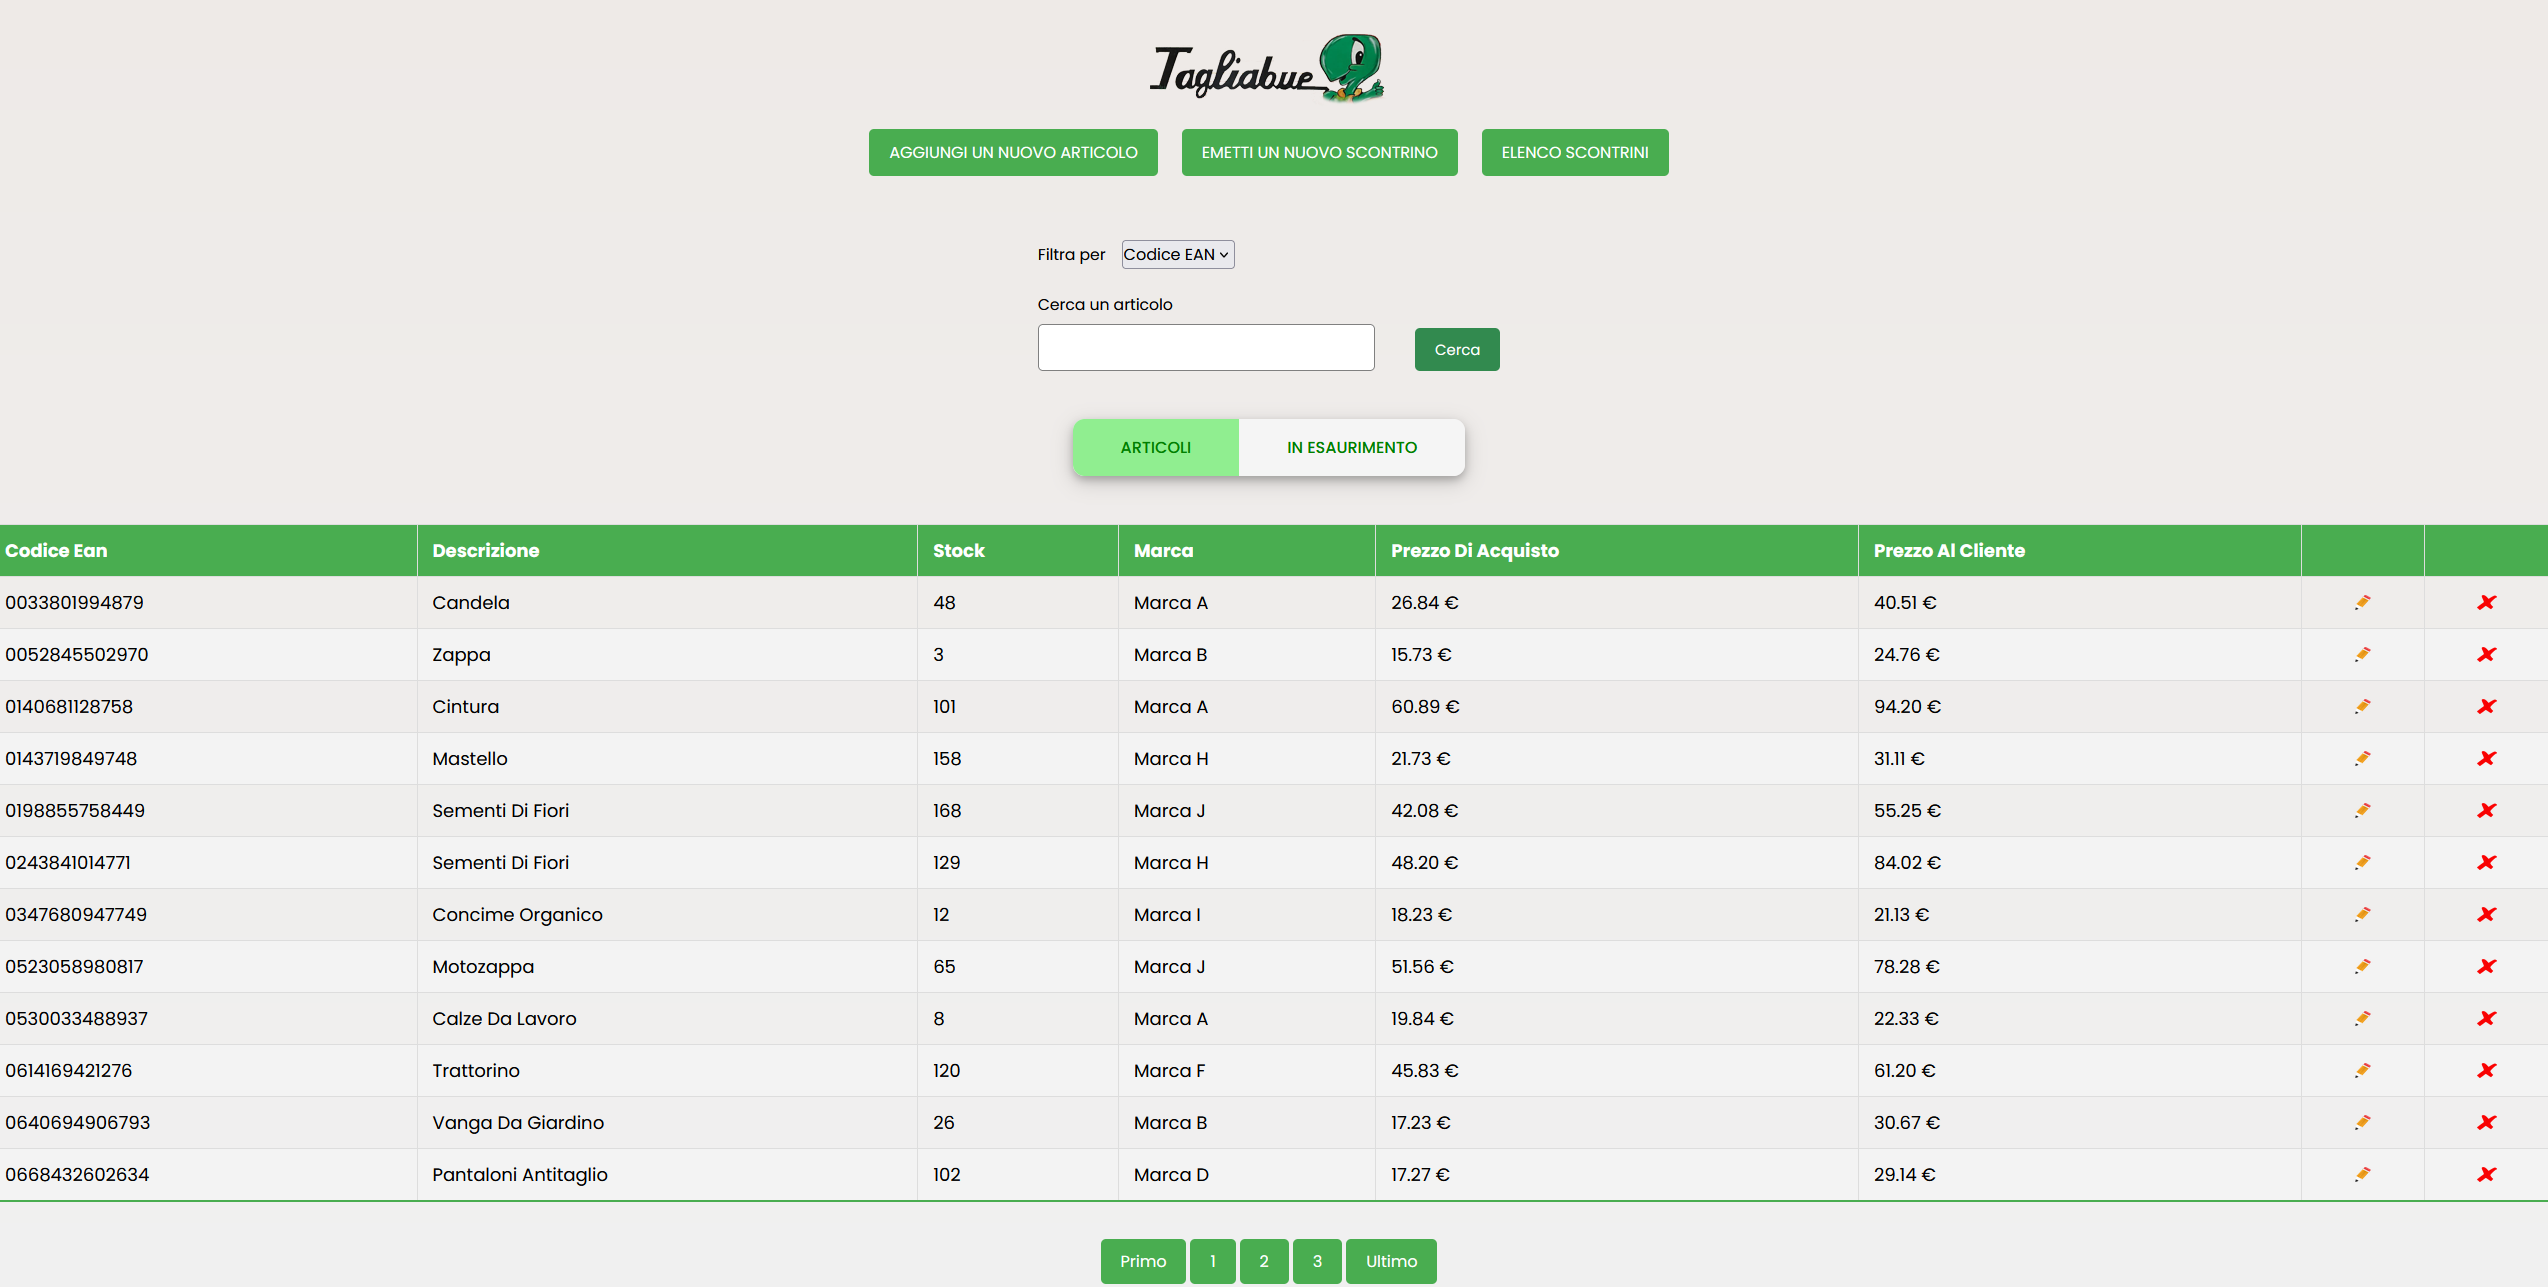 Tagliabue
AGGIUNGI UN NUOVO ARTICOLO EMETTI UN NUOVO SCONTRINO ELENCO SCONTRINI
Filtra per Codice EAN
Cerca un articolo
Cerca
ARTICOLI IN ESAURIMENTO
Codice Ean Descrizione Stock Marca Prezzo Di Acquisto Prezzo Al Cliente
0033801994879 Candela 48 Marca A 26.84 € 40.51 €
0052845502970 Zappa 3 Marca B 15.73 € 24.76 €
0140681128758 Cintura 101 Marca A 60.89 € 94.20 €
0143719849748 Mastello 158 Marca H 21.73 € 31.11 €
0198855758449 Sementi Di Fiori 168 Marca J 42.08 € 55.25 €
0243841014771 Sementi Di Fiori 129 Marca H 48.20 € 84.02 €
0347680947749 Concime Organico 12 Marca I 18.23 € 21.13 €
0523058980817 Motozappa 65 Marca J 51.56 € 78.28 €
0530033488937 Calze Da Lavoro 8 Marca A 19.84 € 22.33 €
0614169421276 Trattorino 120 Marca F 45.83 € 61.20 €
0640694906793 Vanga Da Giardino 26 Marca B 17.23 € 30.67 €
0668432602634 Pantaloni Antitaglio 102 Marca D 17.27 € 29.14 €
Primo 1 2 3 Ultimo